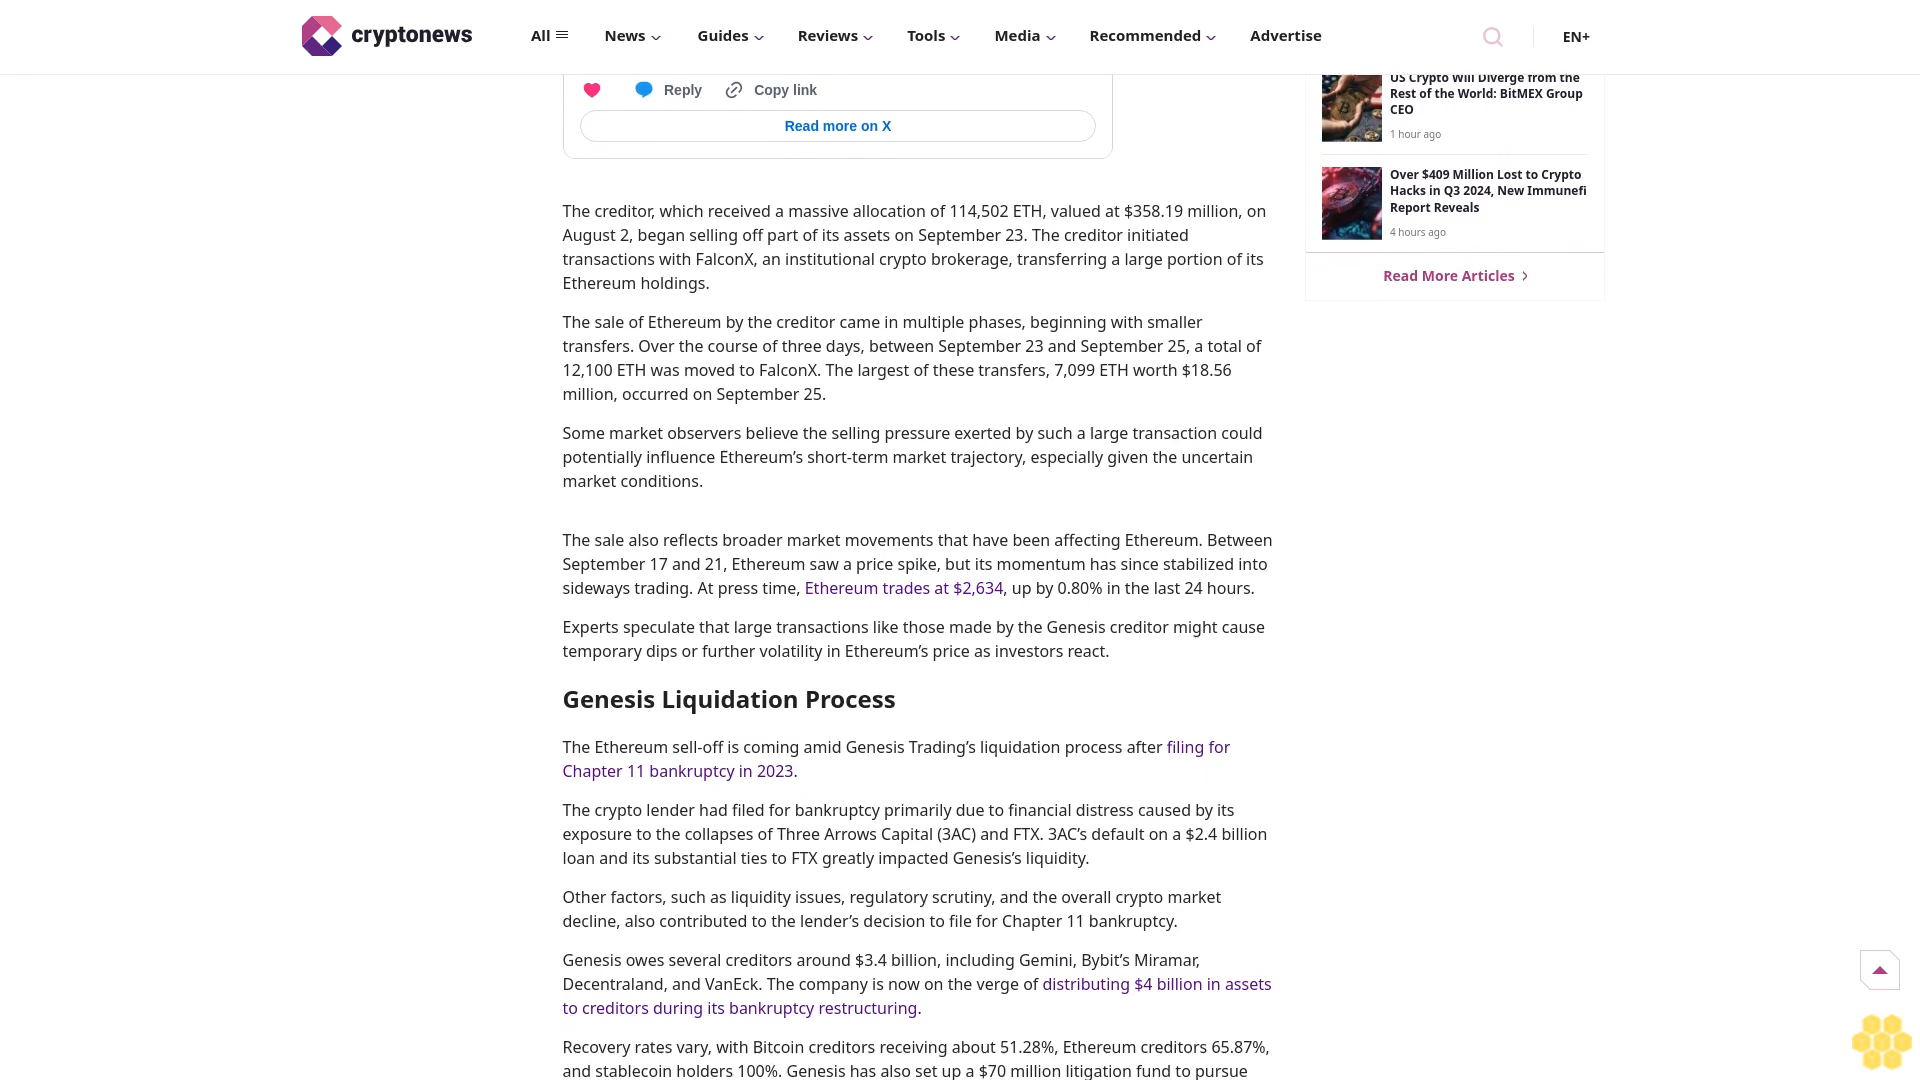 cryptonews
All
News
Guides
Reviews
Tools
Media
Recommended
Advertise
EN+
Reply
Copy link
Read more on X
The creditor, which received a massive allocation of 114,502 ETH, valued at $358.19 million, on
August 2, began selling off part of its assets on September 23. The creditor initiated
transactions with FalconX, an institutional crypto brokerage, transferring a large portion of its
Ethereum holdings.
The sale of Ethereum by the creditor came in multiple phases, beginning with smaller
transfers. Over the course of three days, between September 23 and September 25, a total of
12,100 ETH was moved to FalconX. The largest of these transfers, 7,099 ETH worth $18.56
million, occurred on September 25.
Some market observers believe the selling pressure exerted by such a large transaction could
potentially influence Ethereum’s short-term market trajectory, especially given the uncertain
market conditions.
The sale also reflects broader market movements that have been affecting Ethereum. Between
September 17 and 21, Ethereum saw a price spike, but its momentum has since stabilized into
sideways trading. At press time, Ethereum trades at $2,634, up by 0.80% in the last 24 hours.
Experts speculate that large transactions like those made by the Genesis creditor might cause
temporary dips or further volatility in Ethereum’s price as investors react.
Genesis Liquidation Process
The Ethereum sell-off is coming amid Genesis Trading’s liquidation process after filing for
Chapter 11 bankruptcy in 2023.
The crypto lender had filed for bankruptcy primarily due to financial distress caused by its
exposure to the collapses of Three Arrows Capital (3AC) and FTX. 3AC’s default on a $2.4 billion
loan and its substantial ties to FTX greatly impacted Genesis’s liquidity.
Other factors, such as liquidity issues, regulatory scrutiny, and the overall crypto market
decline, also contributed to the lender’s decision to file for Chapter 11 bankruptcy.
Genesis owes several creditors around $3.4 billion, including Gemini, Bybit’s Miramar,
Decentraland, and VanEck. The company is now on the verge of distributing $4 billion in assets
to creditors during its bankruptcy restructuring.
Recovery rates vary, with Bitcoin creditors receiving about 51.28%, Ethereum creditors 65.87%,
and stablecoin holders 100%. Genesis has also set up a $70 million litigation fund to pursue
US Crypto Will Diverge from the
Rest of the World: BitMEX Group
CEO
1 hour ago
Over $409 Million Lost to Crypto
Hacks in Q3 2024, New Immunefi
Report Reveals
4 hours ago
Read More Articles